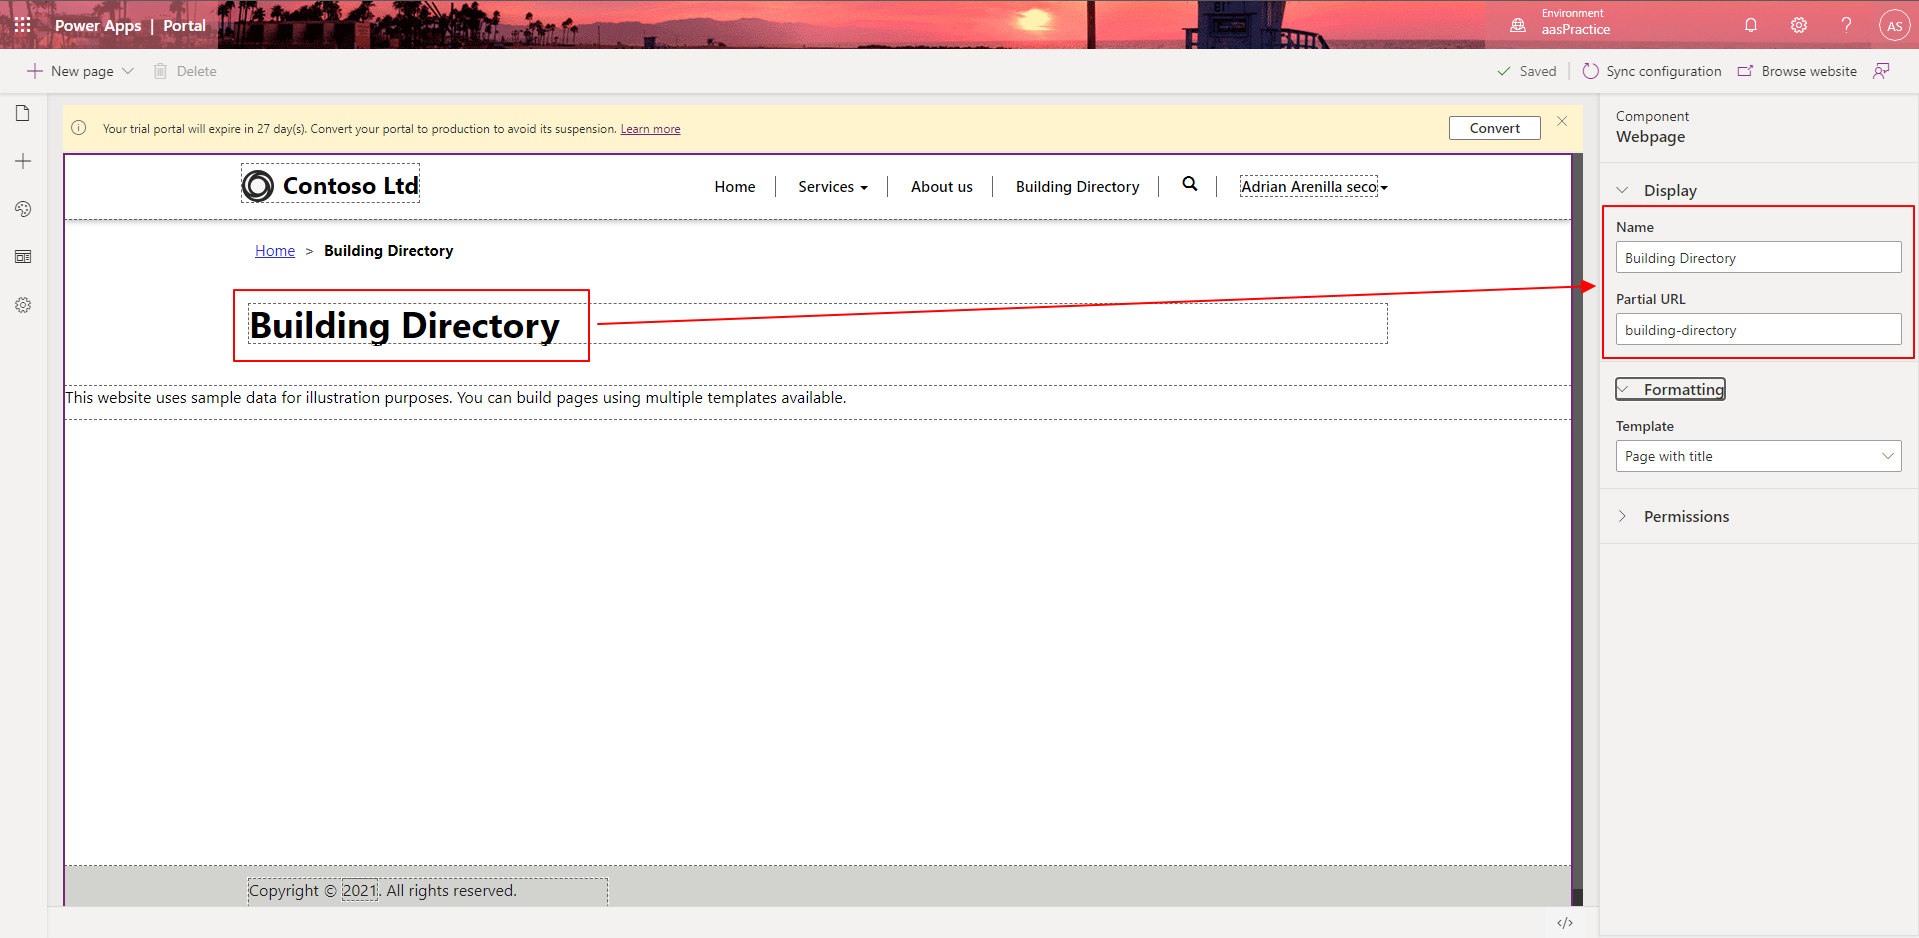 Power Apps | Portal
Environment
aasPractice
AS
New page
Delete
Saved
Sync configuration
Browse website
Your trial portal will expire in 27 day(s). Convert your portal to production to avoid its suspension. Learn more
Convert
Contoso Ltd
Home
Services
About us
Building Directory
Adrian Arenilla seco
Home > Building Directory
Building Directory
This website uses sample data for illustration purposes. You can build pages using multiple templates available.
Copyright © 2021. All rights reserved.
</>
Component
Webpage
Display
Name
Building Directory
Partial URL
building-directory
Formatting
Template
Page with title
Permissions